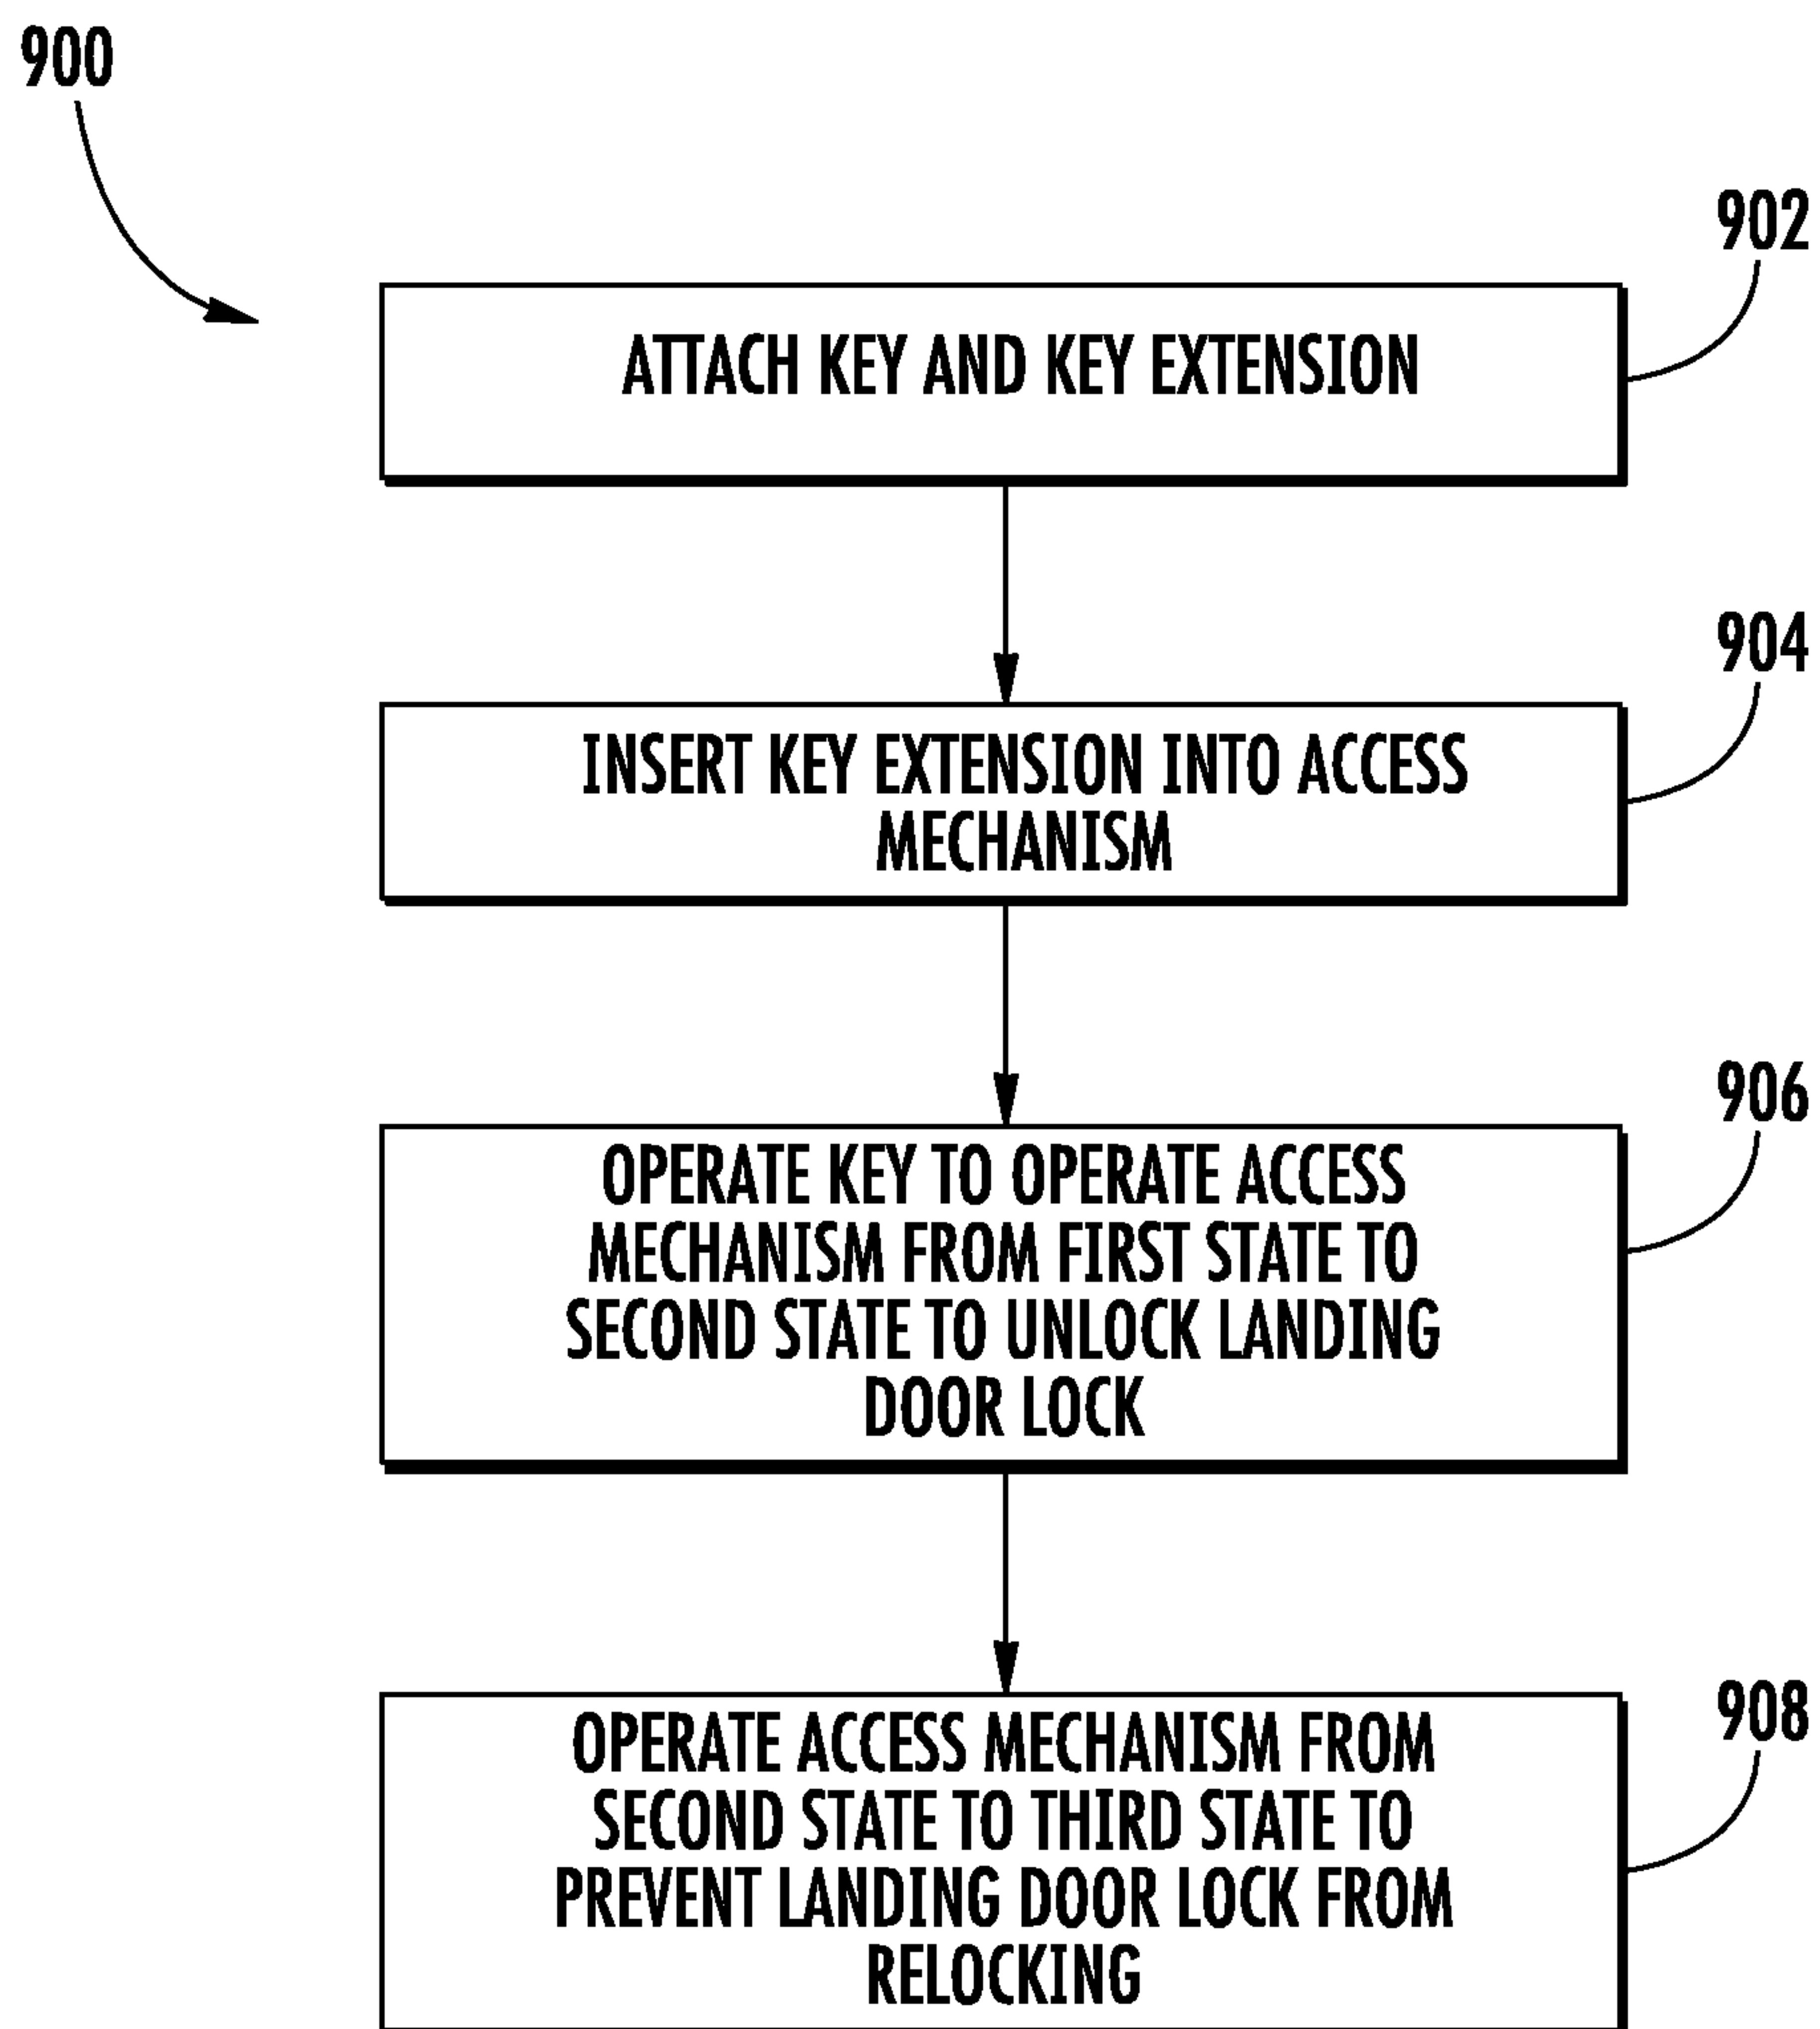 900
902
ATTACH KEY AND KEY EXTENSION
904
INSERT KEY EXTENSION INTO ACCESS
MECHANISM
906
OPERATE KEY TO OPERATE ACCESS
MECHANISM FROM FIRST STATE TO
SECOND STATE TO UNLOCK LANDING
DOOR LOCK
908
OPERATE ACCESS MECHANISM FROM
SECOND STATE TO THIRD STATE TO
PREVENT LANDING DOOR LOCK FROM
RELOCKING